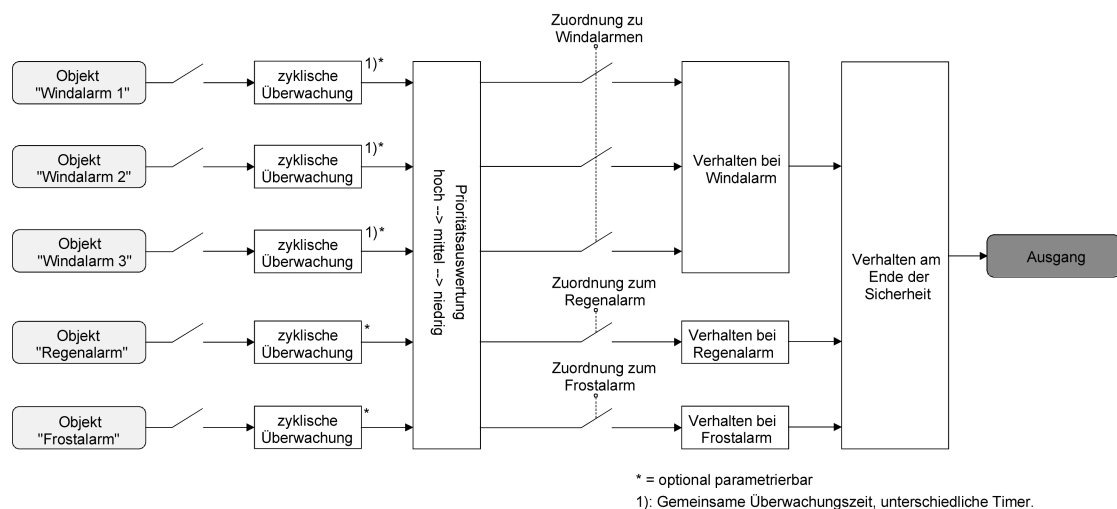 Zuordnung zu
Windalarmen
Objekt
"Windalarm 1"
zyklische
Überwachung
1)*
Objekt
"Windalarm 2"
zyklische
Überwachung
1)*
Objekt
"Windalarm 3"
zyklische
Überwachung
1)*
Objekt
"Regenalarm"
zyklische
Überwachung
*
Objekt
"Frostalarm"
zyklische
Überwachung
*
Prioritätsauswertung
hoch --> mittel --> niedrig
Zuordnung zum
Regenalarm
Zuordnung zum
Frostalarm
Verhalten bei
Windalarm
Verhalten bei
Regenalarm
Verhalten bei
Frostalarm
Verhalten am
Ende der
Sicherheit
Ausgang
* = optional parametrierbar
1): Gemeinsame Überwachungszeit, unterschiedliche Timer.